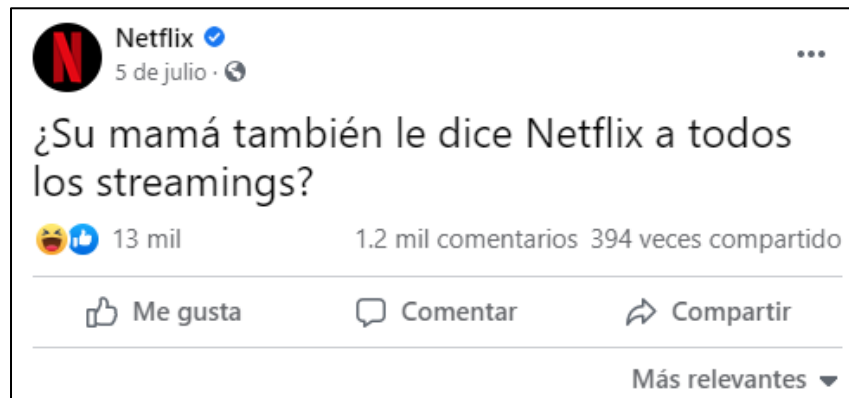 Netflix
5 de julio ·
¿Su mamá también le dice Netflix a todos
los streamings?
13 mil 1.2 mil comentarios 394 veces compartido
Me gusta Comentar Compartir
Más relevantes